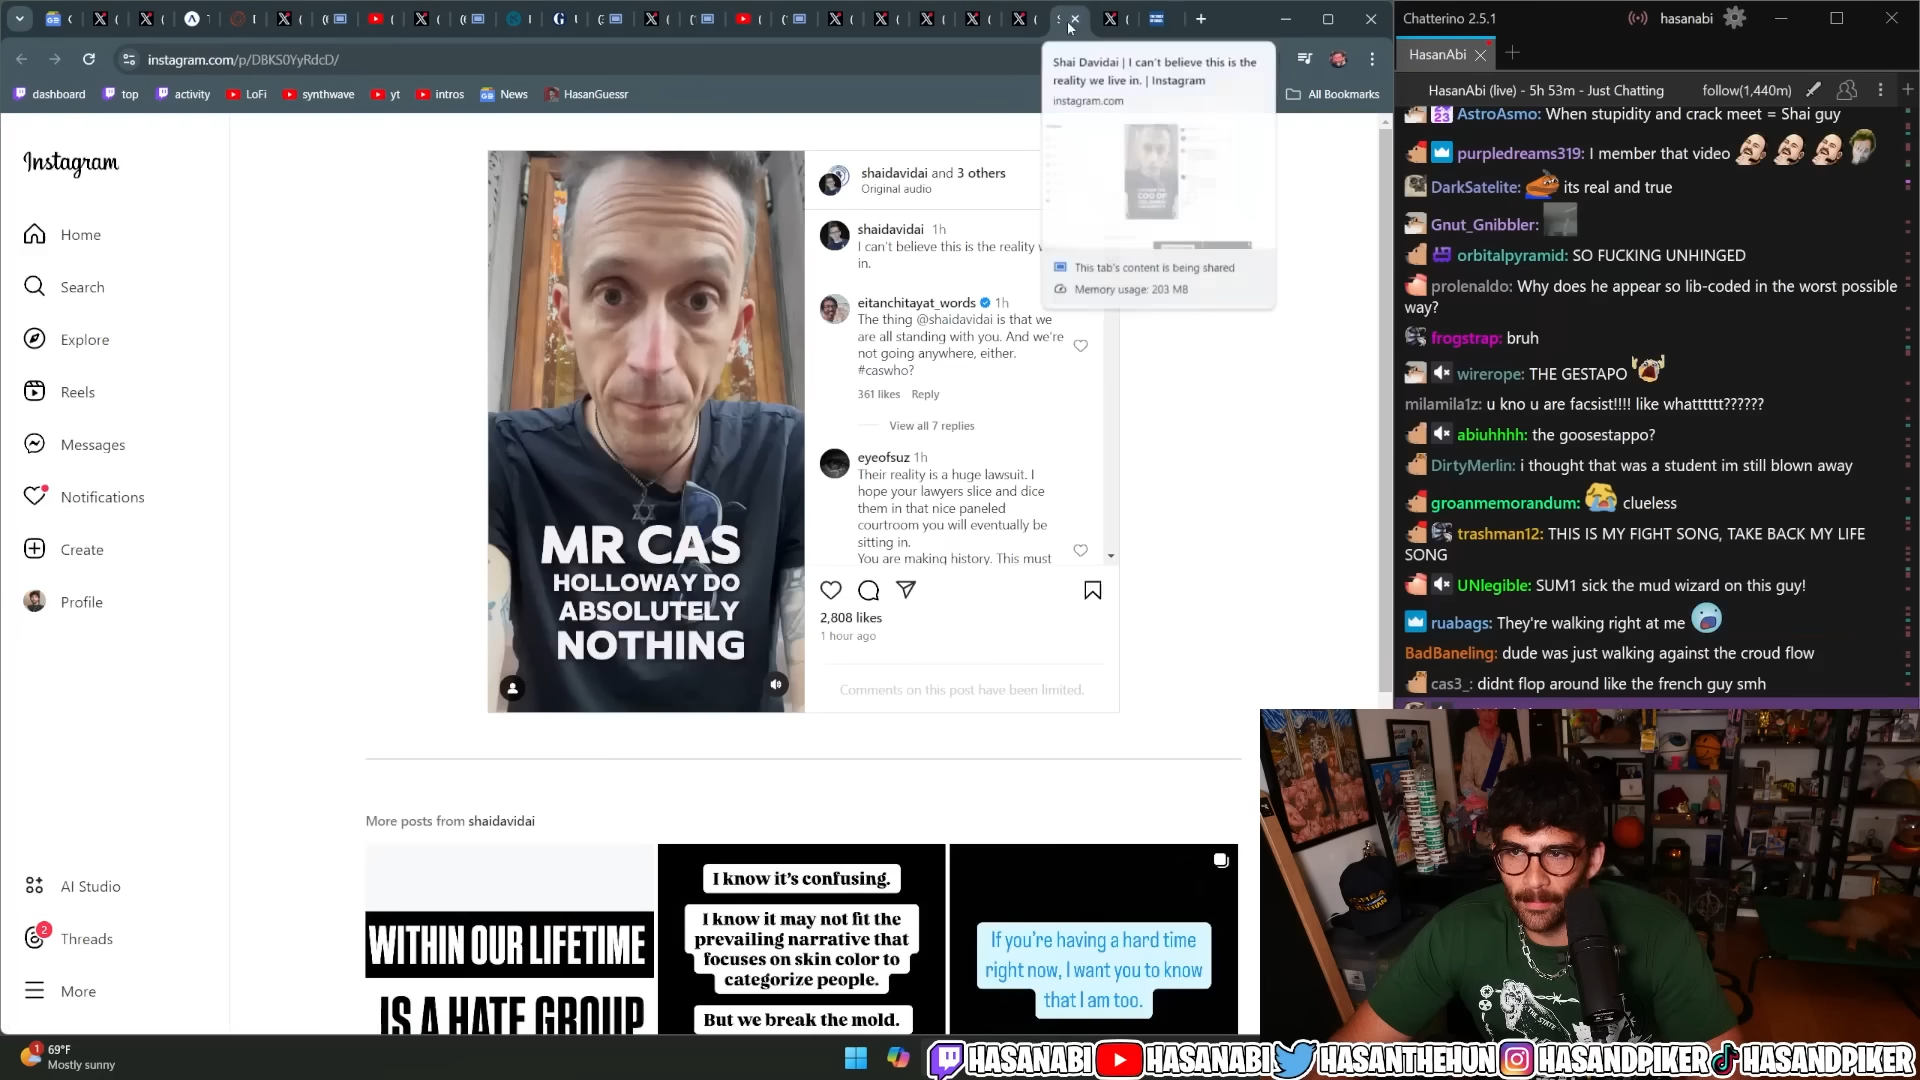 instagram.com/p/DBKS0YyRdcD/
dashboard
top
activity
LoFi
synthwave
yt
intros
News
HasanGuessr
All Bookmarks
Shai Davidai | I can't believe this is the
reality we live in. | Instagram
instagram.com
This tab's content is being shared
Memory usage: 203 MB
Instagram
Home
Search
Explore
Reels
Messages
Notifications
Create
Profile
AI Studio
2
Threads
More
MR CAS
HOLLOWAY DO
ABSOLUTELY
NOTHING
shaidavidai and 3 others
Original audio
shaidavidai 1h
I can't believe this is the reality
in.
eitanchitayat_words 1h
The thing @shaidavidai is that we
are all standing with you. And we're
not going anywhere, either.
#caswho?
361 likes Reply
View all 7 replies
eyeofsuz 1h
Their reality is a huge lawsuit. I
hope your lawyers slice and dice
them in that nice paneled
courtroom you will eventually be
sitting in.
You are making history. This must
2,808 likes
1 hour ago
Comments on this post have been limited.
More posts from shaidavidai
WITHIN OUR LIFETIME
IS A HATE GROUP
I know it's confusing.
I know it may not fit the
prevailing narrative that
focuses on skin color to
categorize people.
But we break the mold.
If you're having a hard time
right now, I want you to know
that I am too.
Chatterino 2.5.1
hasanabi
HasanAbi
HasanAbi (live) - 5h 53m - Just Chatting
follow(1,440m)
AstroAsmo: When stupidity and crack meet = Shai guy
purpledreams319: I member that video
DarkSatelite: its real and true
Gnut_Gnibbler:
orbitalpyramid: SO FUCKING UNHINGED
prolenaldo: Why does he appear so lib-coded in the worst possible
way?
frogstrap: bruh
wirerope: THE GESTAPO
milamila1z: u kno u are facsist!!!! like whatttttt??????
abiuhhhh: the goosestappo?
DirtyMerlin: i thought that was a student im still blown away
groanmemorandum: clueless
trashman12: THIS IS MY FIGHT SONG, TAKE BACK MY LIFE
SONG
UNlegible: SUM1 sick the mud wizard on this guy!
ruabags: They're walking right at me
BadBaneling: dude was just walking against the croud flow
cas3_: didnt flop around like the french guy smh
1
69°F
Mostly sunny
HASANABI
HASANABI
HASANTHEHUN
HASANDPIKER
HASANDPIKER